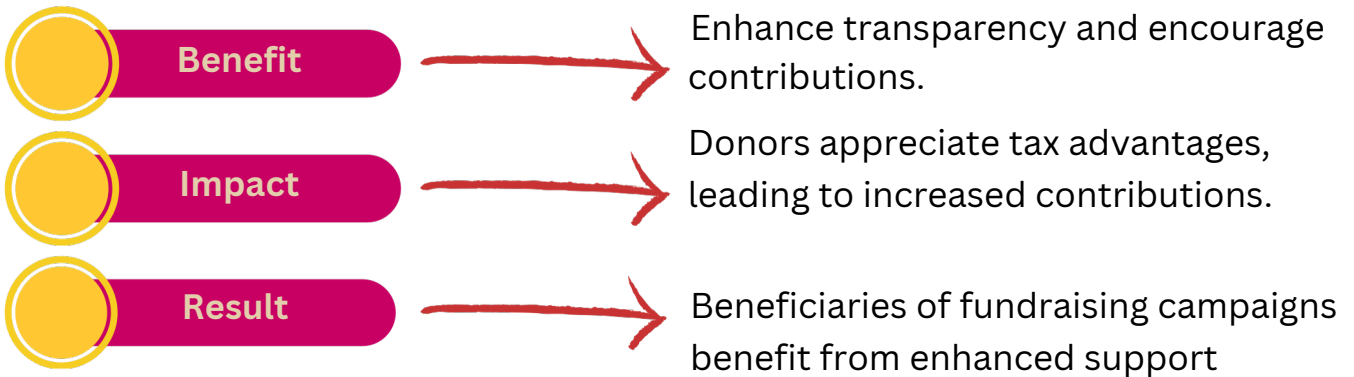 Benefit
Enhance transparency and encourage
contributions.
Impact
Donors appreciate tax advantages,
leading to increased contributions.
Result
Beneficiaries of fundraising campaigns
benefit from enhanced support